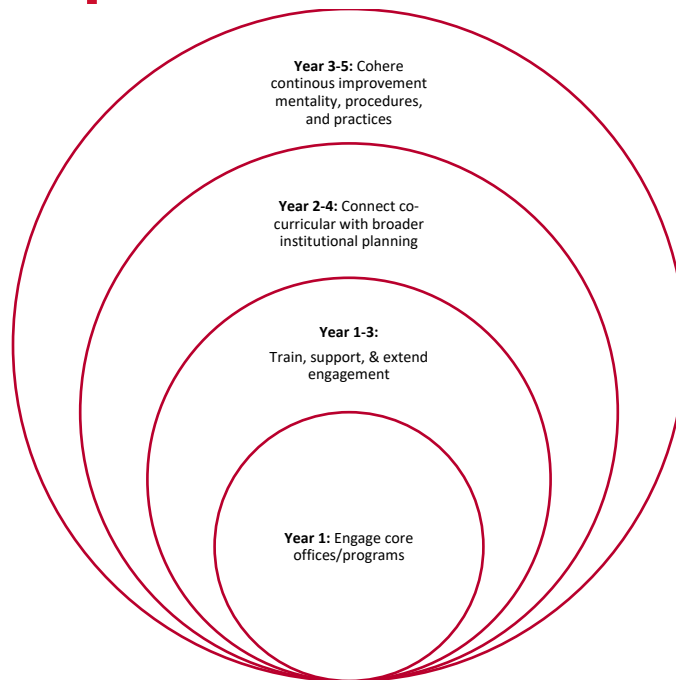 Year 3-5: Cohere
continous improvement
mentality, procedures,
and practices
Year 2-4: Connect co-
curricular with broader
institutional planning
Year 1-3:
Train, support, & extend
engagement
Year 1: Engage core
offices/programs